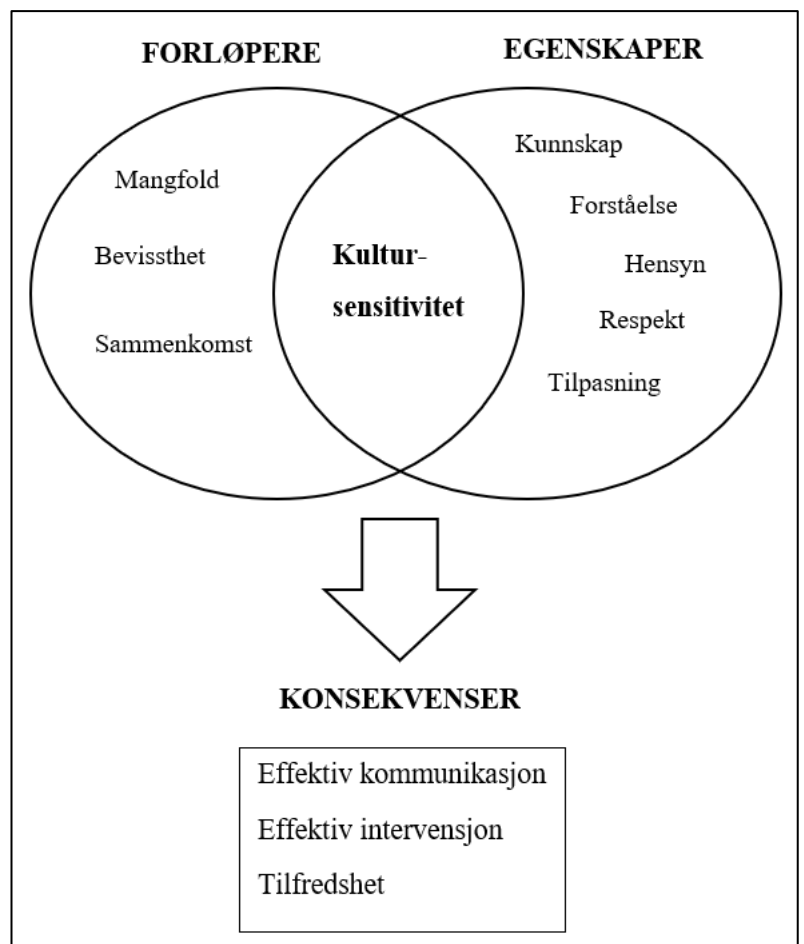 FORLØPERE
EGENSKAPER
Mangfold
Bevissthet
Sammenkomst
Kultur-
sensitivitet
Kunnskap
Forståelse
Hensyn
Respekt
Tilpasning
KONSEKVENSER
Effektiv kommunikasjon
Effektiv intervensjon
Tilfredshet